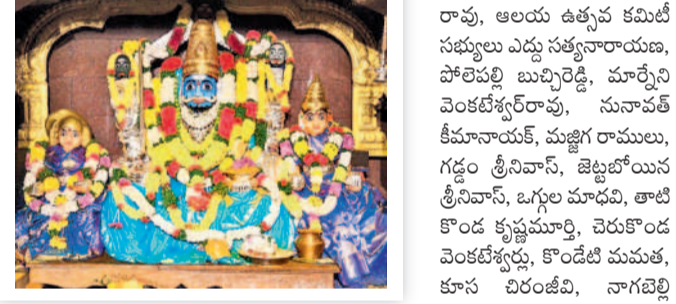 రావు, ఆలయ ఉత్సవ కమిటీ
సభ్యులు ఎద్దు సత్యనారాయణ,
పోలెపల్లి బుచ్చిరెడ్డి, మార్నేని
వెంకటేశ్వర్‌రావు, నునావత్
కీమానాయక్, మజ్జిగ రాములు,
గడ్డం శ్రీనివాస్, జెట్టబోయిన
శ్రీనివాస్, ఒగ్గుల మాధవి, తాటి
కొండ కృష్ణమూర్తి, చెరుకొండ
వెంకటేశ్వర్లు, కొండేటి మమత,
కూస చిరంజీవి, నాగబెల్లి